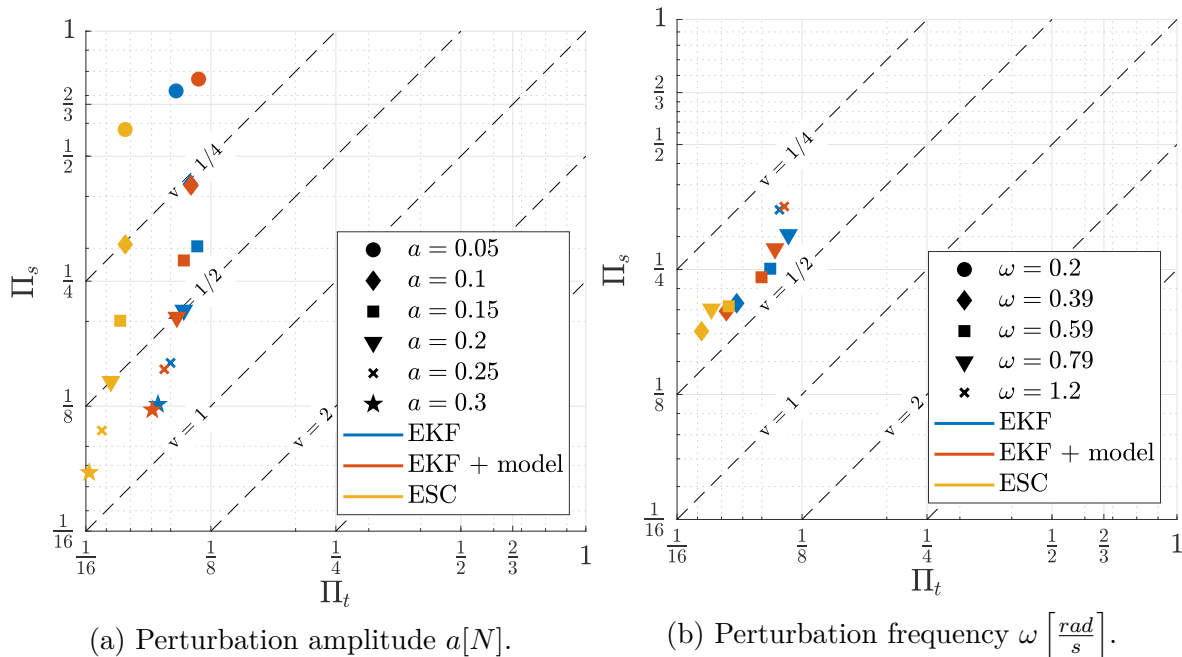 1
2/3
1/2
1/4
1/8
1/16
Π_s
v = 1/4
v = 1/2
v = 1
v = 2
a = 0.05
a = 0.1
a = 0.15
a = 0.2
a = 0.25
a = 0.3
EKF
EKF + model
ESC
1/16 1/8 1/4 1/2 2/3 1
Π_t
(a) Perturbation amplitude a[N].
1
2/3
1/2
1/4
1/8
1/16
Π_s
v = 1/4
v = 1/2
v = 1
v = 2
ω = 0.2
ω = 0.39
ω = 0.59
ω = 0.79
ω = 1.2
EKF
EKF + model
ESC
1/16 1/8 1/4 1/2 2/3 1
Π_t
(b) Perturbation frequency ω [rad/s].